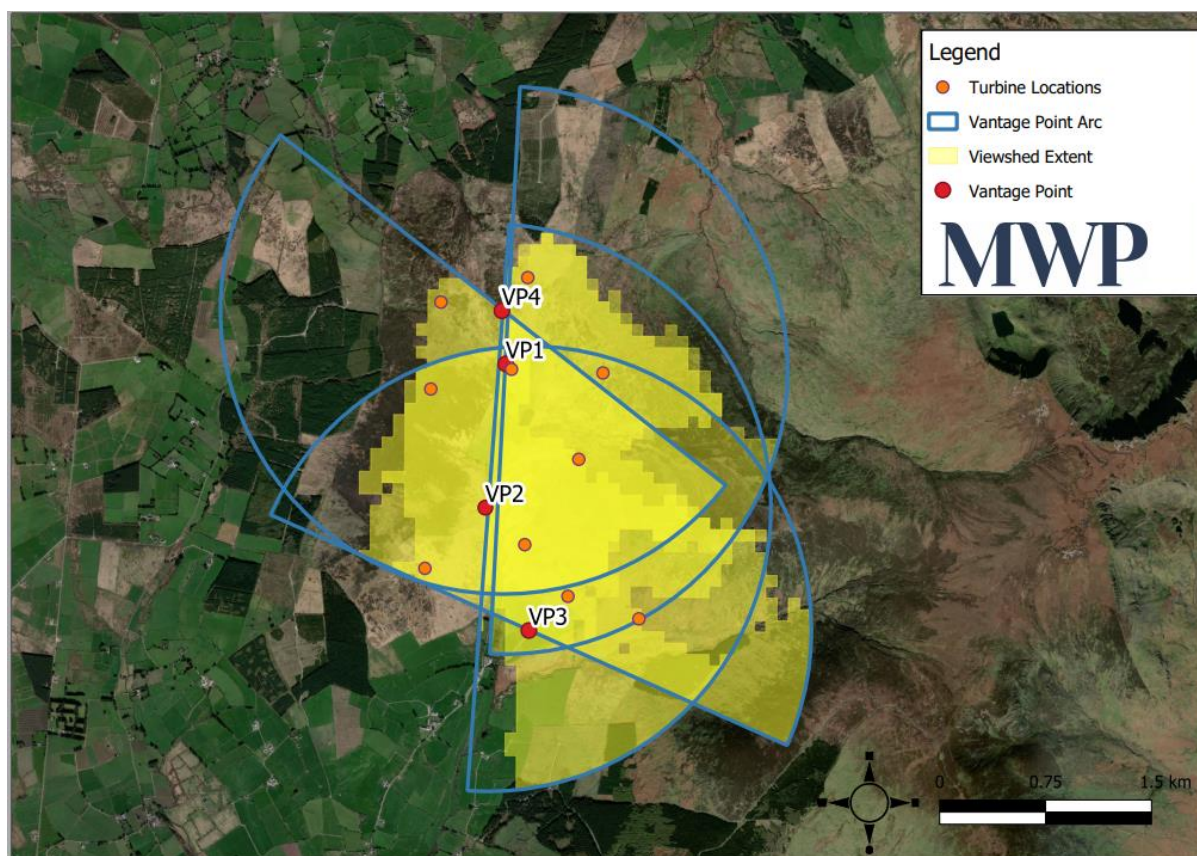 Legend
Turbine Locations
Vantage Point Arc
Viewshed Extent
Vantage Point
MWP
VP4
VP1
VP2
VP3
0 0.75 1.5 km